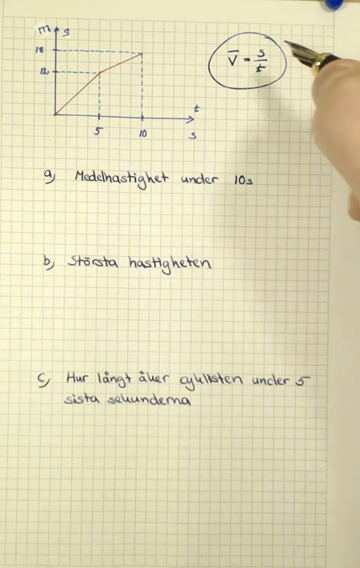 m s
18
12
5 10
t
s
V̅ = s/t
a) Medelhastighet under 10s
b) Största hastigheten
c) Hur långt åker cyklisten under 5
sista sekunderna